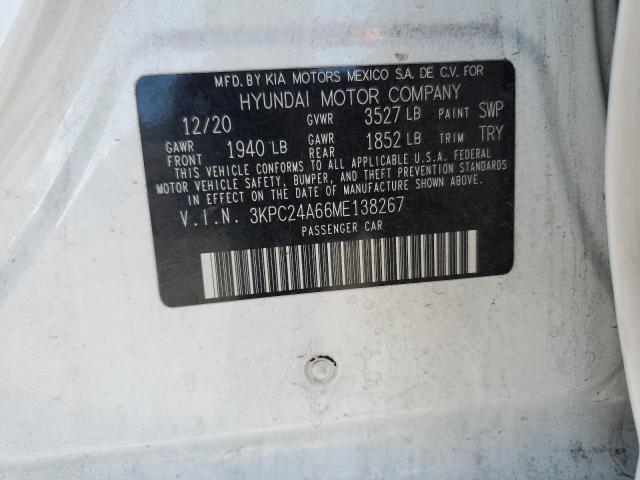 MFD. BY KIA MOTORS MEXICO S.A. DE C.V. FOR
HYUNDAI MOTOR COMPANY
12/20 GVWR 3527 LB PAINT SWP
GAWR FRONT 1940 LB GAWR REAR 1852 LB TRIM TRY
THIS VEHICLE CONFORMS TO ALL APPLICABLE U.S.A. FEDERAL
MOTOR VEHICLE SAFETY, BUMPER, AND THEFT PREVENTION STANDARDS
IN EFFECT ON THE DATE OF MANUFACTURE SHOWN ABOVE.
V.I.N. 3KPC24A66ME138267
PASSENGER CAR